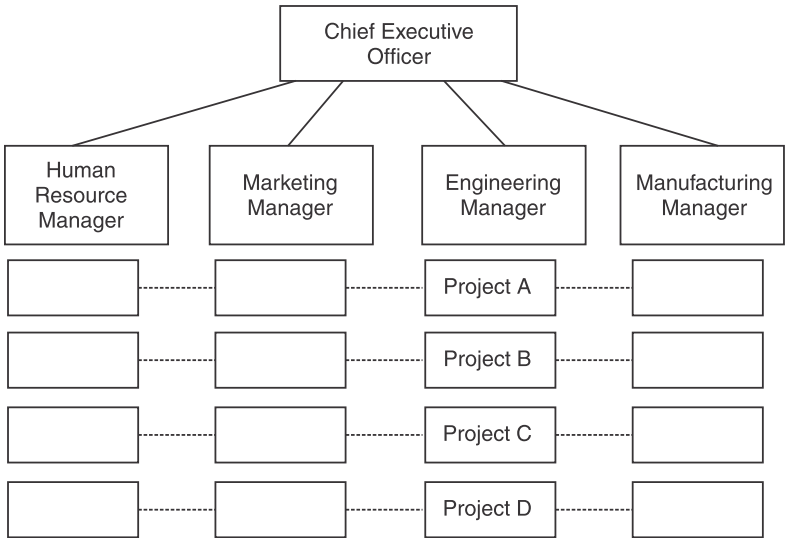 Chief Executive
Officer
Human
Resource
Manager
Marketing
Manager
Engineering
Manager
Manufacturing
Manager
Project A
Project B
Project C
Project D